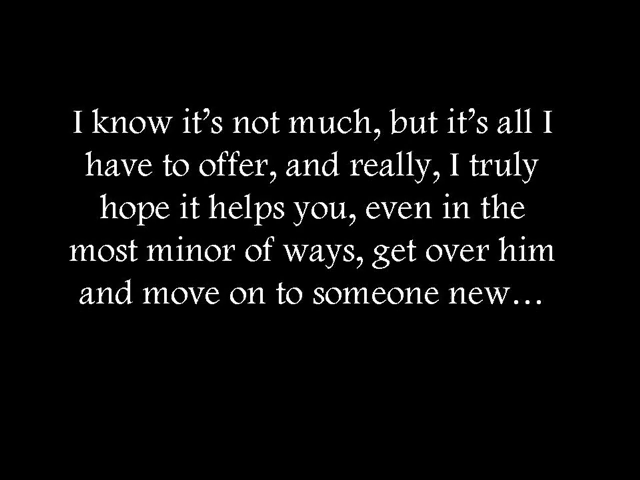 I know it’s not much, but it’s all I
have to offer, and really, I truly
hope it helps you, even in the
most minor of ways, get over him
and move on to someone new…